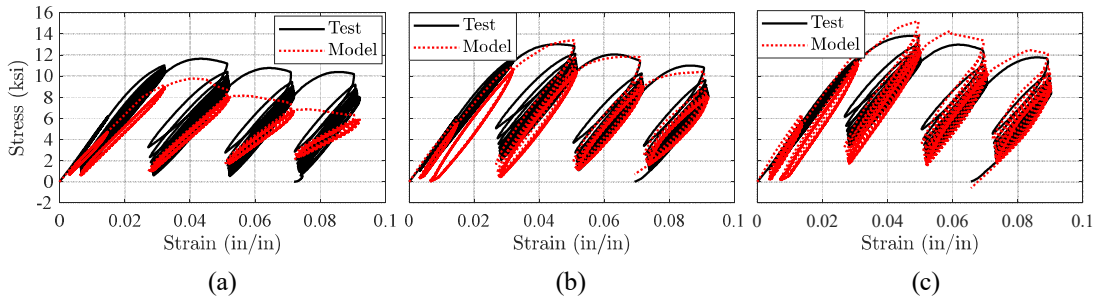 16
14
12
10
8
6
4
2
0
-2
Stress (ksi)
Test
Model
Test
Model
Test
Model
0 0.02 0.04 0.06 0.08 0.1
0 0.02 0.04 0.06 0.08 0.1
0 0.02 0.04 0.06 0.08 0.1
Strain (in/in)
Strain (in/in)
Strain (in/in)
(a)
(b)
(c)